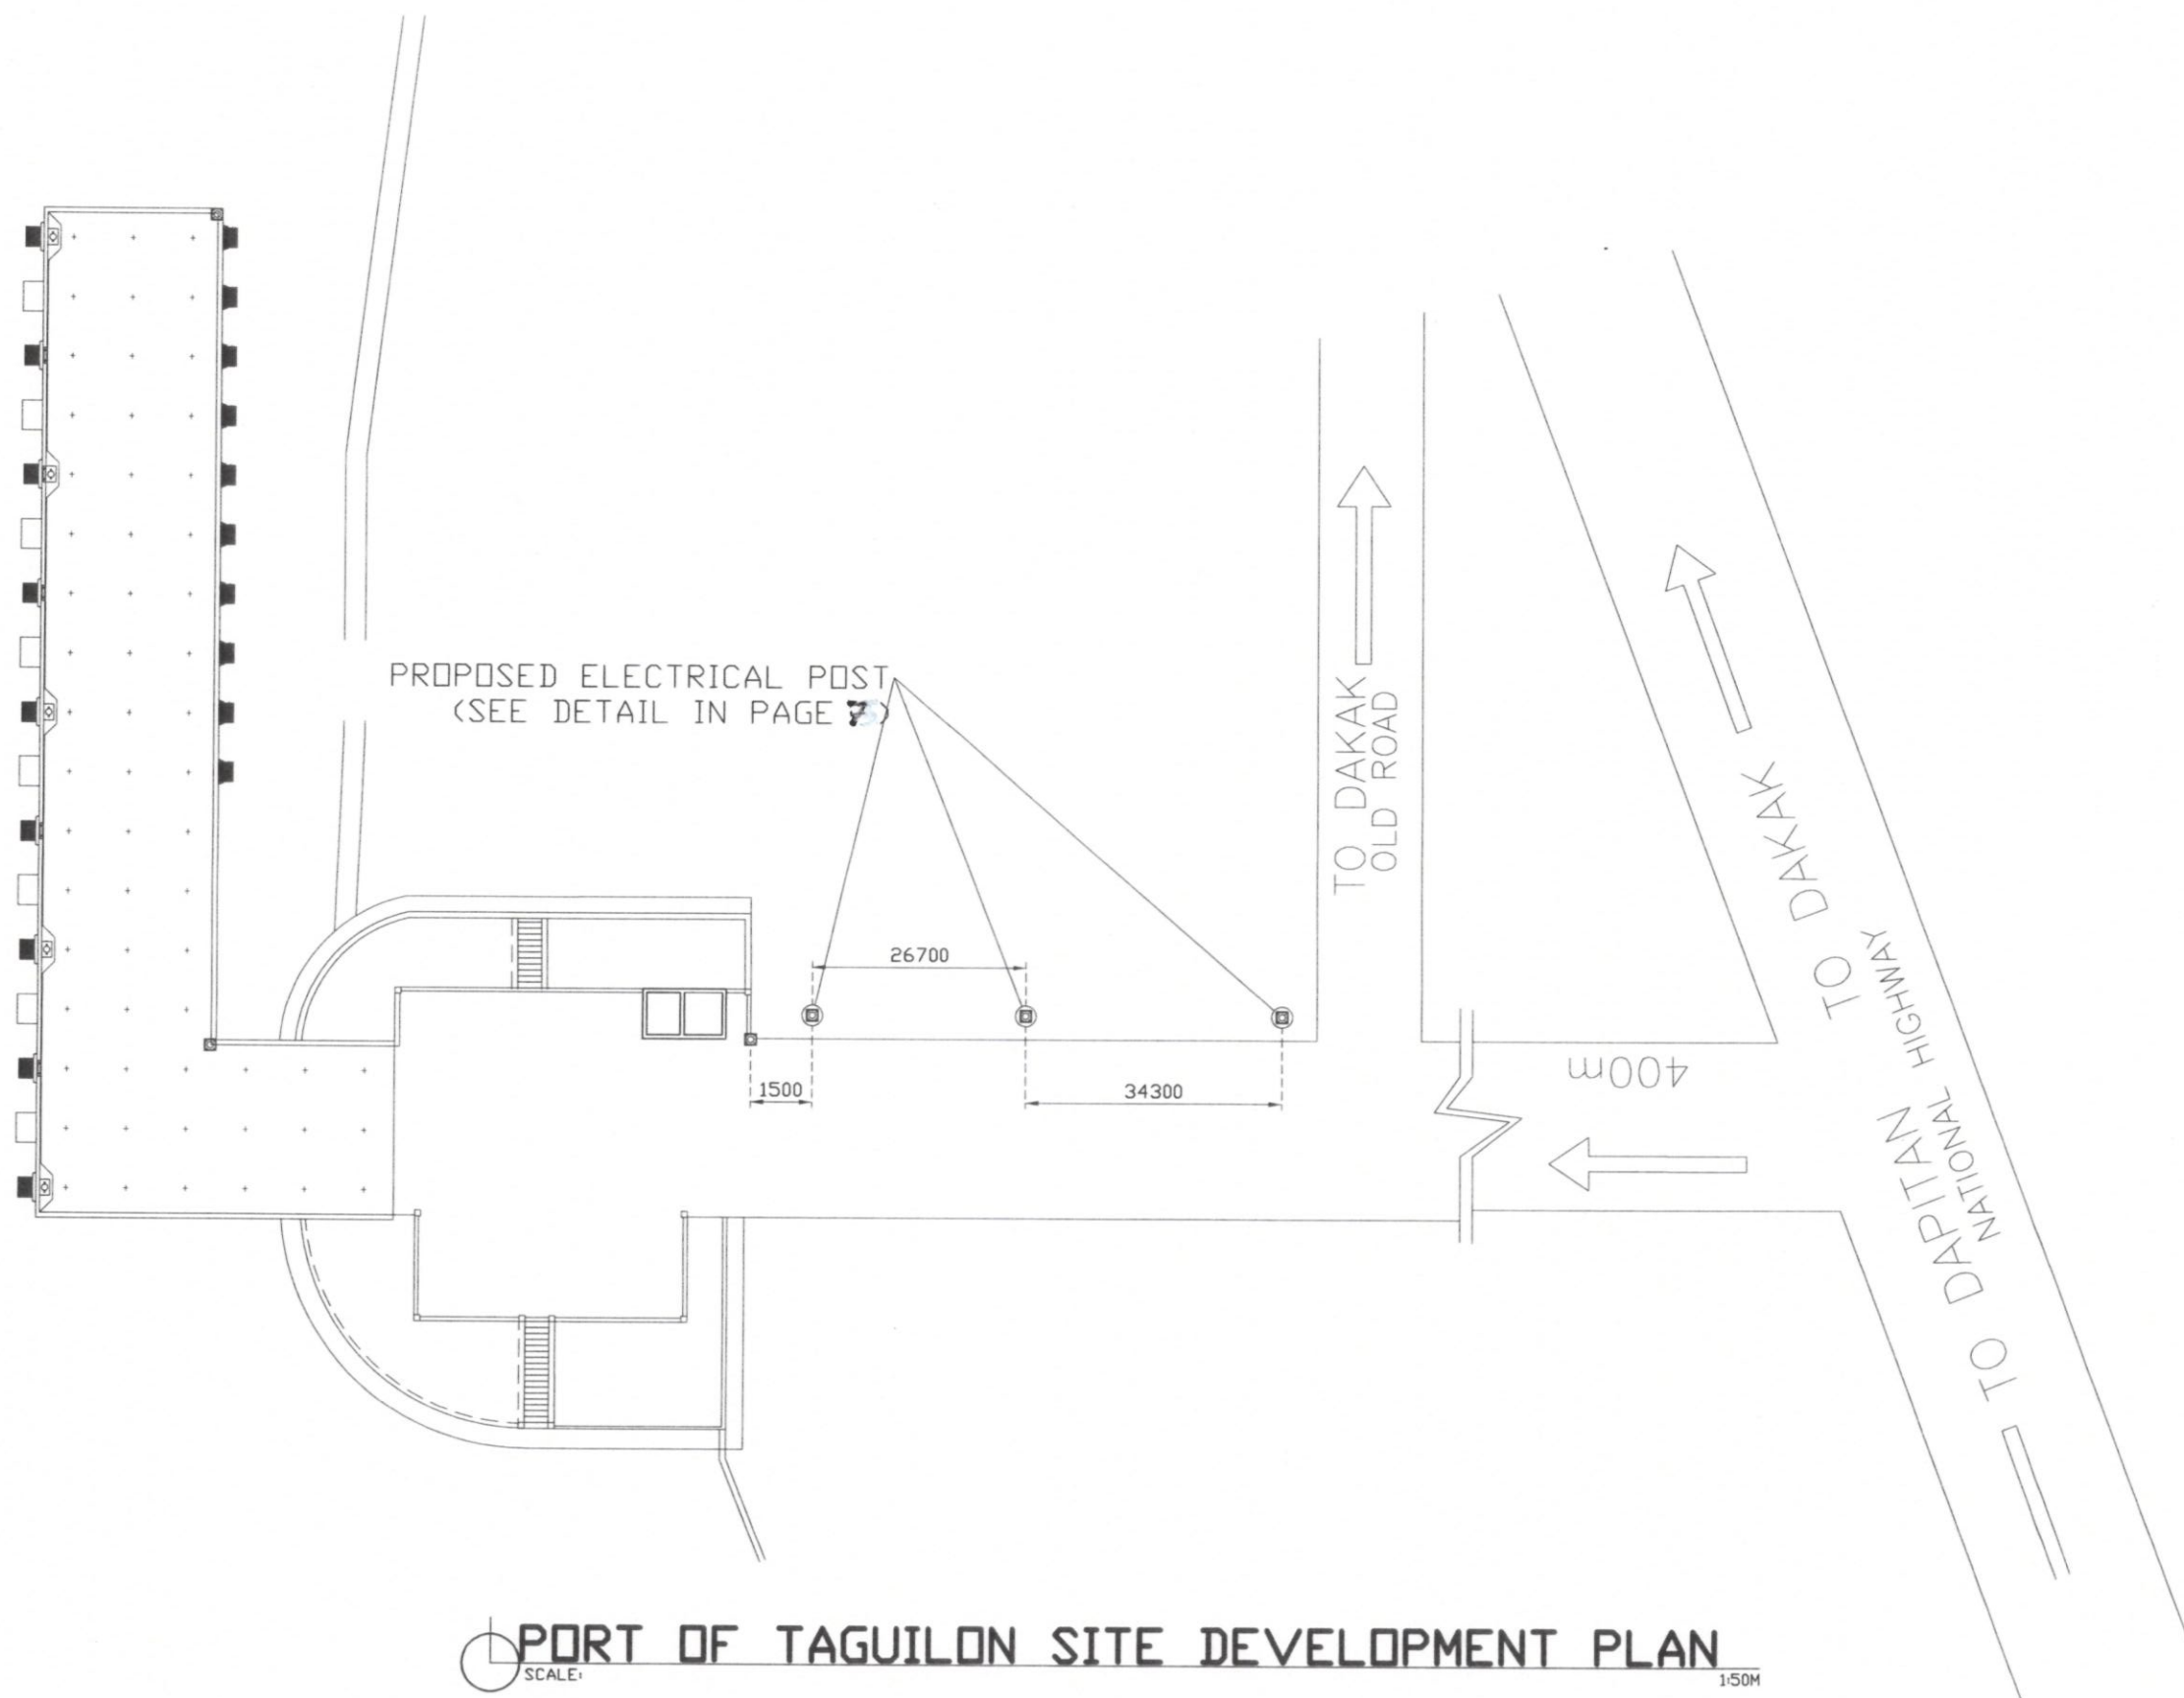 PROPOSED ELECTRICAL POST
(SEE DETAIL IN PAGE )
26700
1500
34300
TO DAKAK
OLD ROAD
400m
TO DAKAK
TO DAPITAN
NATIONAL HIGHWAY
PORT OF TAGUILON SITE DEVELOPMENT PLAN
SCALE:
1:50M